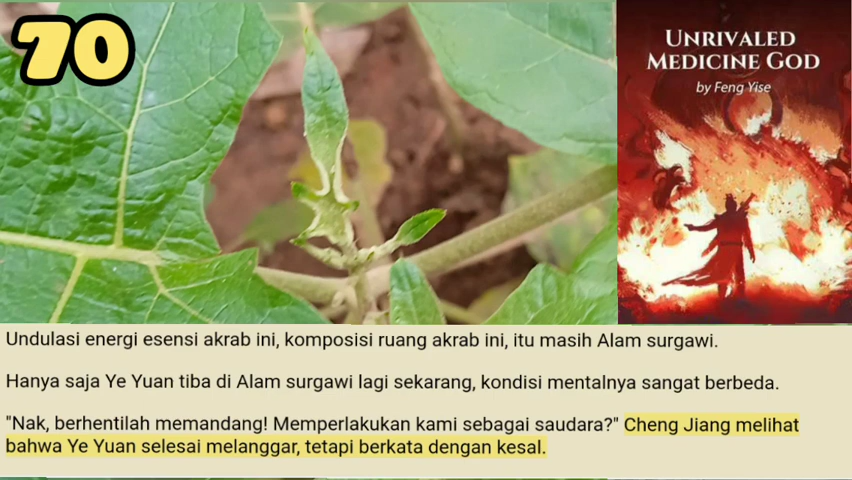 70
UNRIVALED
MEDICINE GOD
by Feng Yise
Undulasi energi esensi akrab ini, komposisi ruang akrab ini, itu masih Alam surgawi.
Hanya saja Ye Yuan tiba di Alam surgawi lagi sekarang, kondisi mentalnya sangat berbeda.
"Nak, berhentilah memandang! Memperlakukan kami sebagai saudara?" Cheng Jiang melihat
bahwa Ye Yuan selesai melanggar, tetapi berkata dengan kesal.